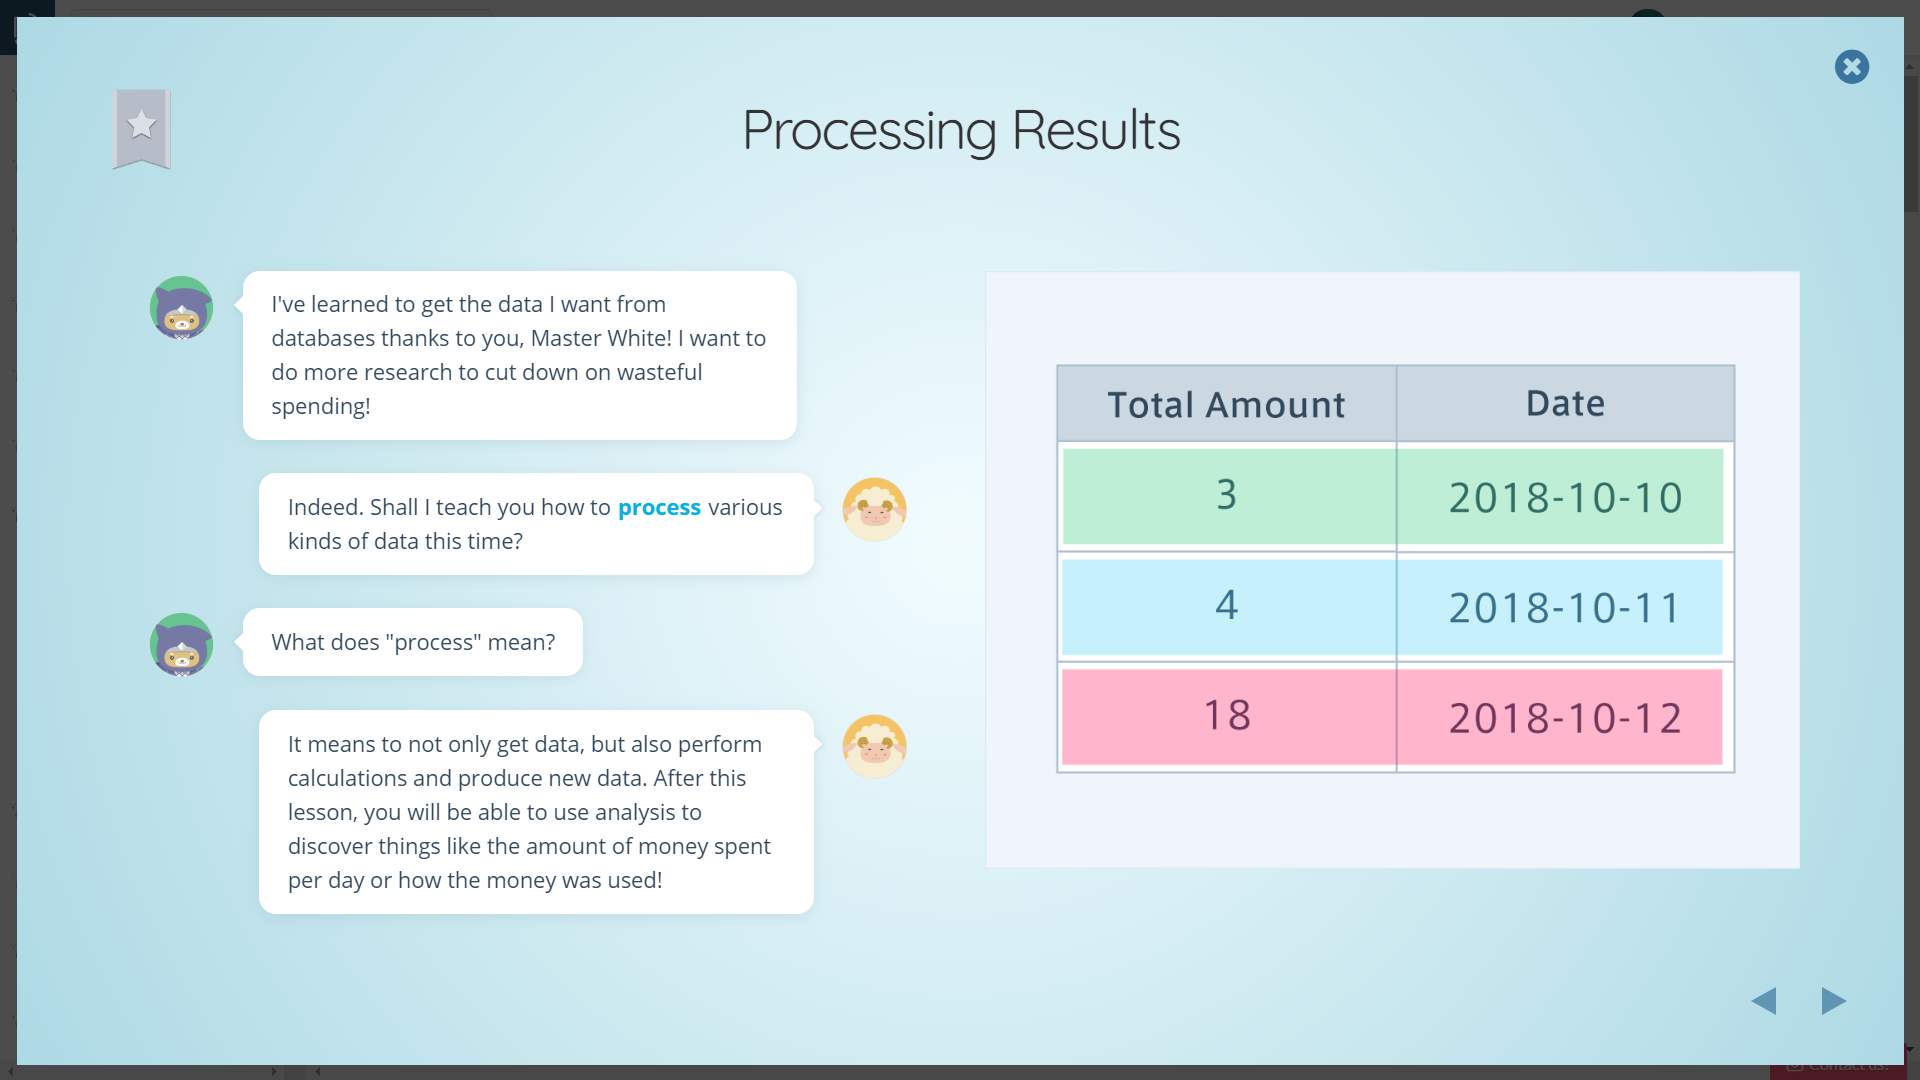 Processing Results
I've learned to get the data I want from
databases thanks to you, Master White! I want to
do more research to cut down on wasteful
spending!
Indeed. Shall I teach you how to process various
kinds of data this time?
What does "process" mean?
It means to not only get data, but also perform
calculations and produce new data. After this
lesson, you will be able to use analysis to
discover things like the amount of money spent
per day or how the money was used!
Total Amount Date
3 2018-10-10
4 2018-10-11
18 2018-10-12
Contact us!